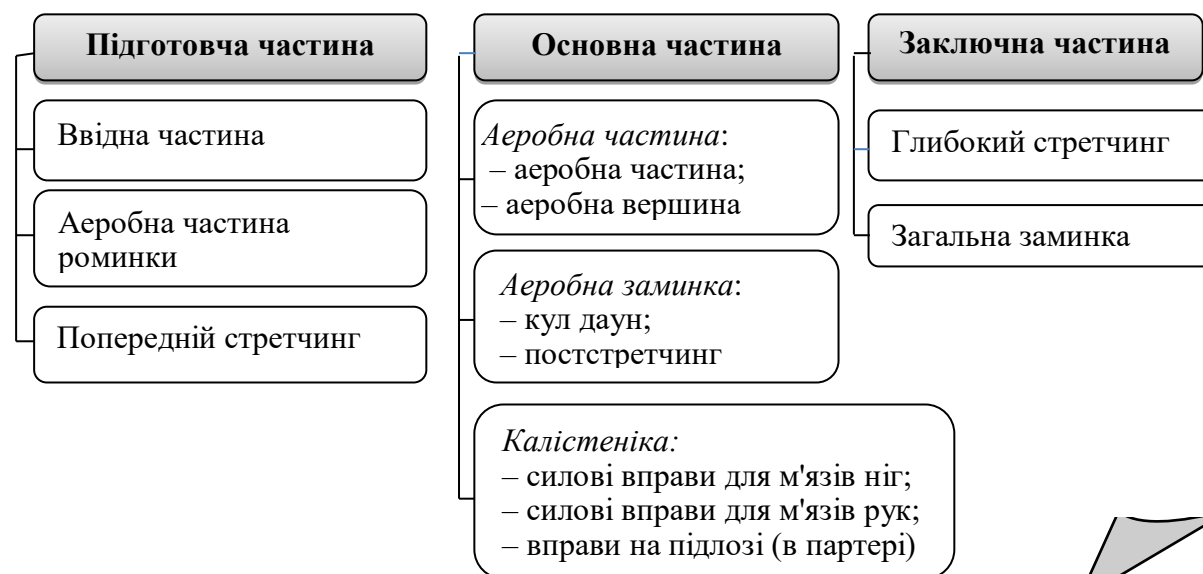 Підготовча частина
Ввідна частина
Аеробна частина
роминки
Попередній стретчинг
Основна частина
Аеробна частина:
– аеробна частина;
– аеробна вершина
Аеробна заминка:
– кул даун;
– постстретчинг
Калістеніка:
– силові вправи для м'язів ніг;
– силові вправи для м'язів рук;
– вправи на підлозі (в партері)
Заключна частина
Глибокий стретчинг
Загальна заминка